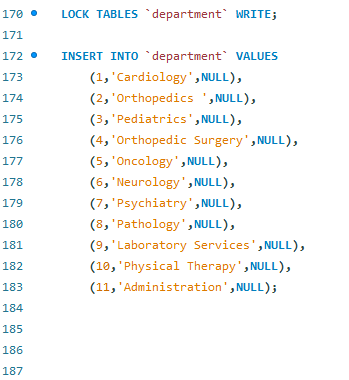 170 LOCK TABLES `department` WRITE;
171
172 INSERT INTO `department` VALUES
173 (1,'Cardiology',NULL),
174 (2,'Orthopedics ',NULL),
175 (3,'Pediatrics',NULL),
176 (4,'Orthopedic Surgery',NULL),
177 (5,'Oncology',NULL),
178 (6,'Neurology',NULL),
179 (7,'Psychiatry',NULL),
180 (8,'Pathology',NULL),
181 (9,'Laboratory Services',NULL),
182 (10,'Physical Therapy',NULL),
183 (11,'Administration',NULL);
184
185
186
187